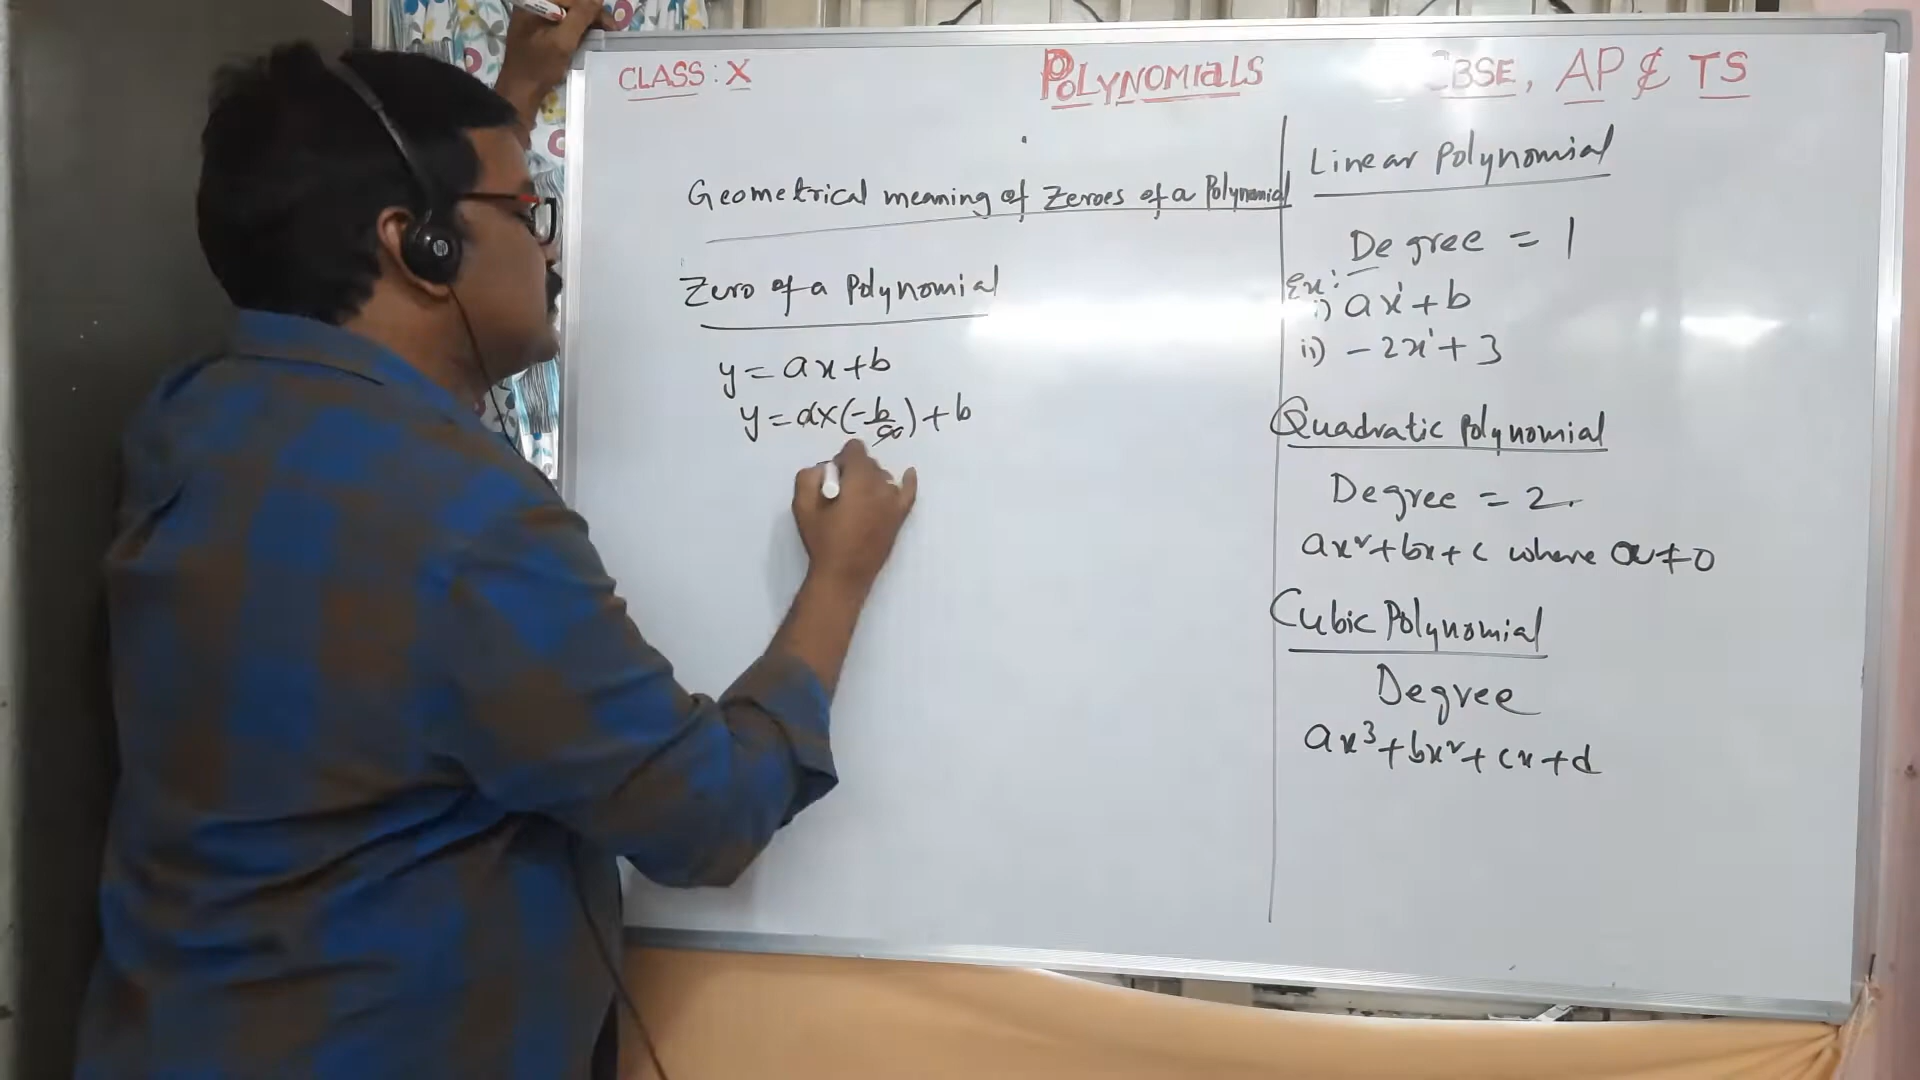 CLASS: X
POLYNOMIALS
CBSE, AP & TS
Geometrical meaning of Zeroes of a Polynomial
Zero of a Polynomial
y = ax+b
y = a×(-b/a)+b
Linear Polynomial
Degree = 1
Ex:
i) ax¹+b
ii) -2x¹+3
Quadratic Polynomial
Degree = 2.
ax²+bx+c where a≠0
Cubic Polynomial
Degree
ax³+bx²+cx+d